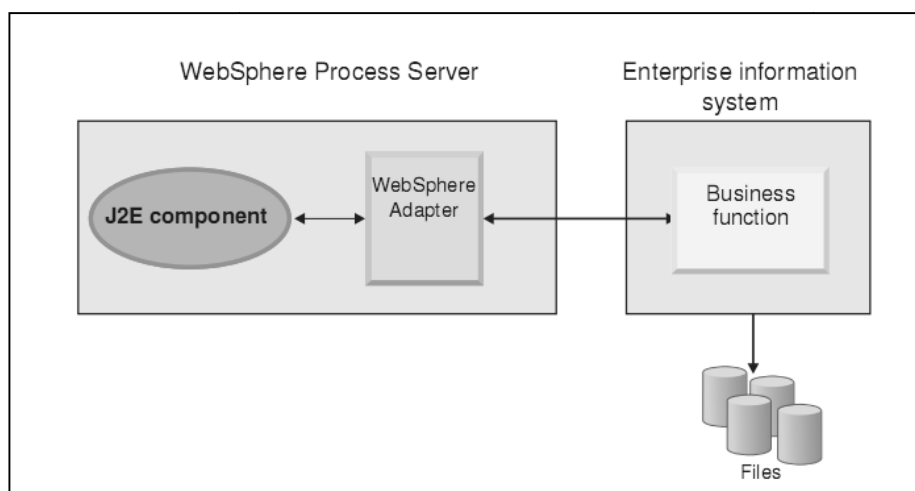 WebSphere Process Server
Enterprise information
system
J2E component
WebSphere
Adapter
Business
function
Files